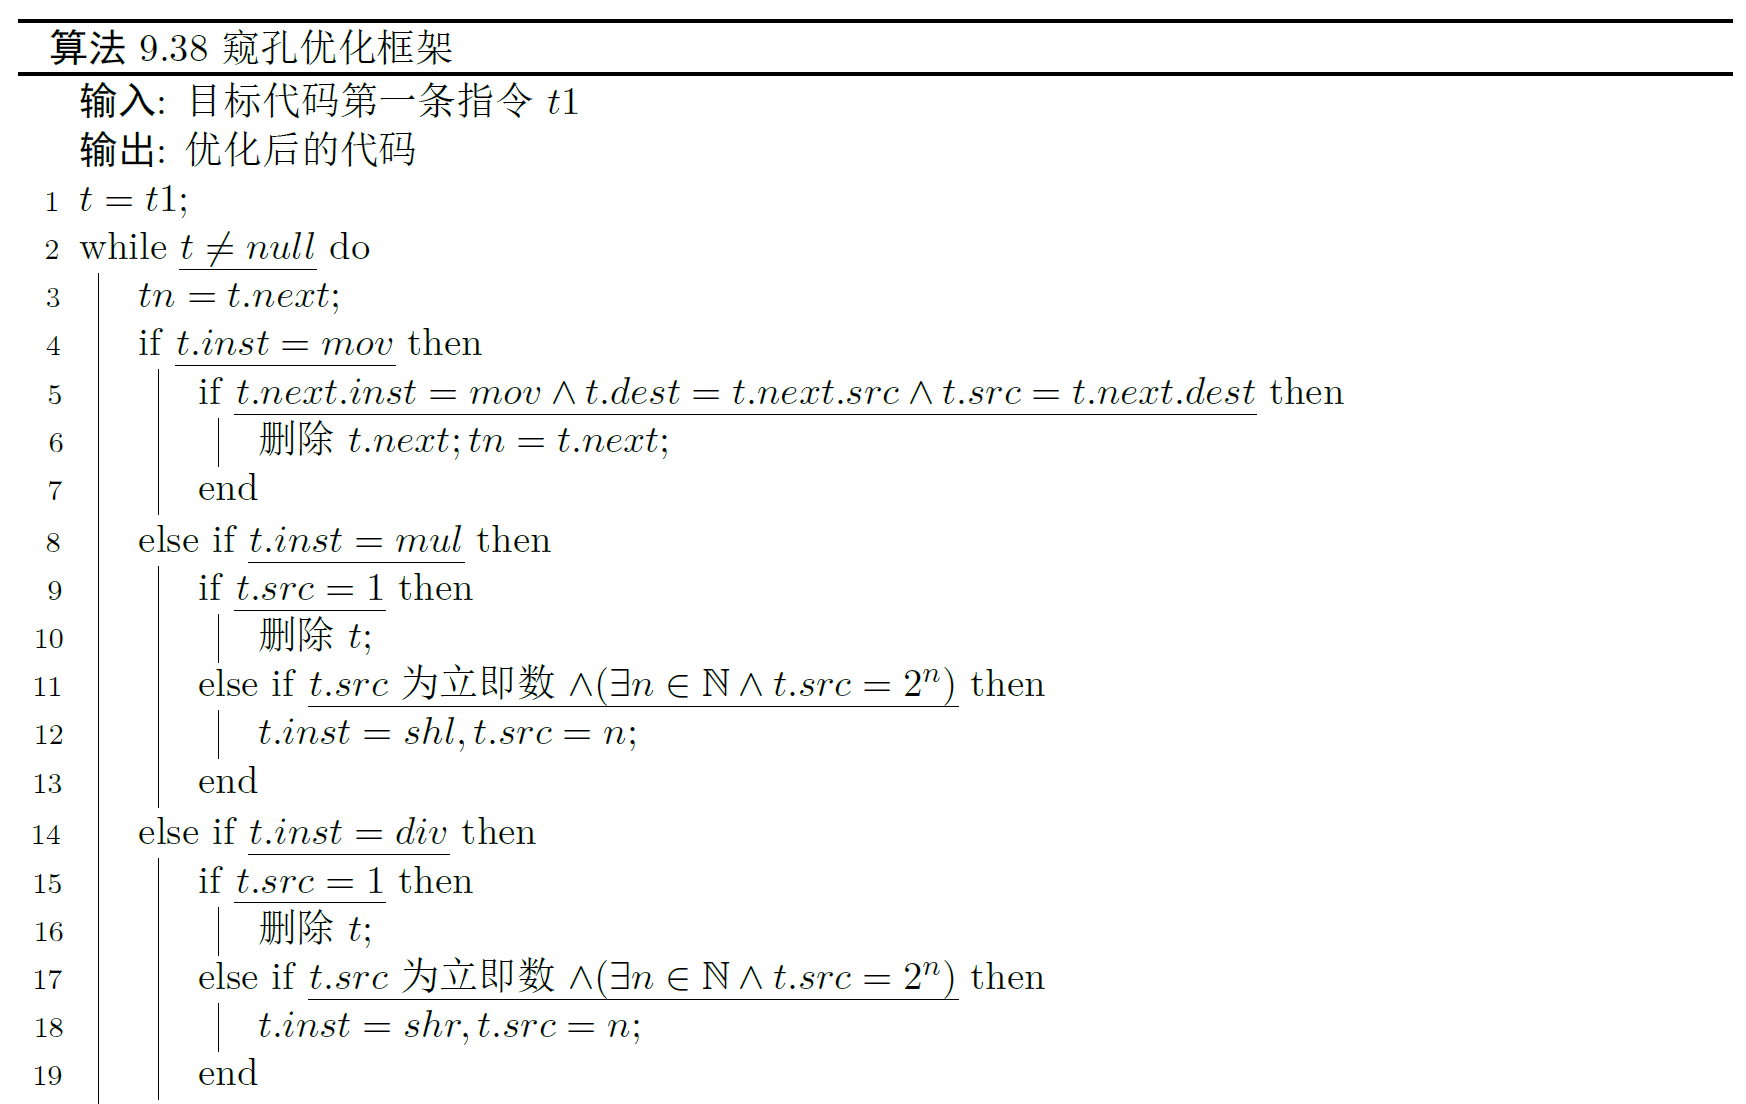 算法 9.38 窥孔优化框架
输入: 目标代码第一条指令 t1
输出: 优化后的代码
1 t = t1;
2 while t ≠ null do
3 tn = t.next;
4 if t.inst = mov then
5 if t.next.inst = mov ∧ t.dest = t.next.src ∧ t.src = t.next.dest then
6 删除 t.next; tn = t.next;
7 end
8 else if t.inst = mul then
9 if t.src = 1 then
10 删除 t;
11 else if t.src 为立即数 ∧(∃n ∈ ℕ ∧ t.src = 2ⁿ) then
12 t.inst = shl, t.src = n;
13 end
14 else if t.inst = div then
15 if t.src = 1 then
16 删除 t;
17 else if t.src 为立即数 ∧(∃n ∈ ℕ ∧ t.src = 2ⁿ) then
18 t.inst = shr, t.src = n;
19 end